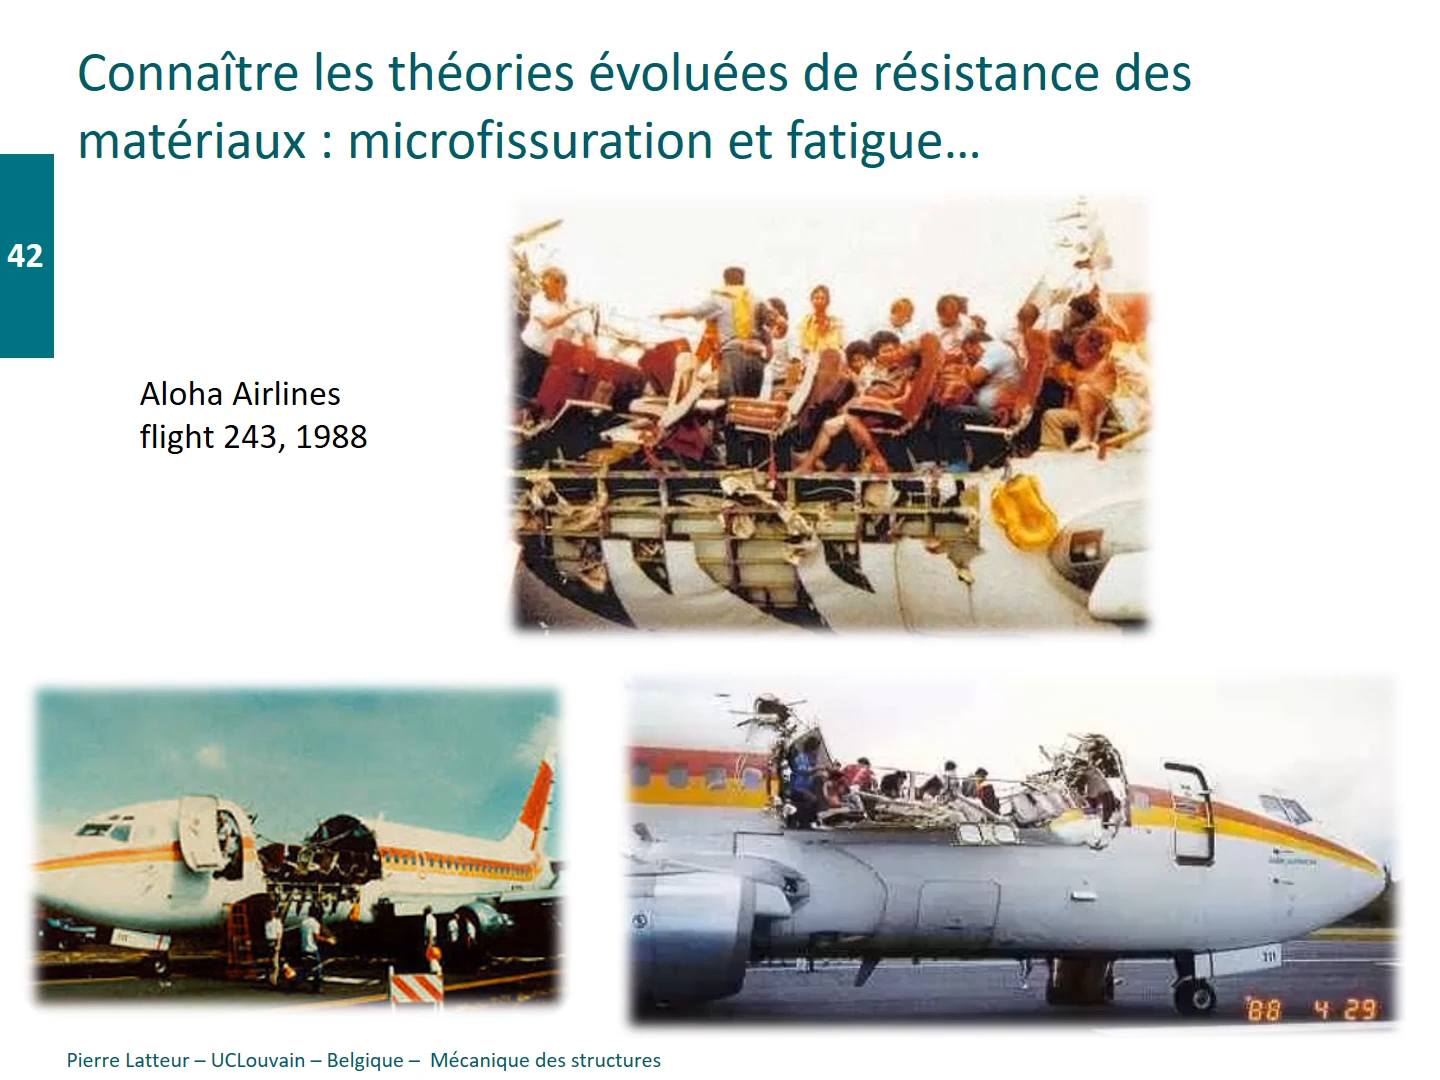 Connaître les théories évoluées de résistance des
matériaux : microfissuration et fatigue…
42
Aloha Airlines
flight 243, 1988
311
'88 4 29
Pierre Latteur – UCLouvain – Belgique – Mécanique des structures